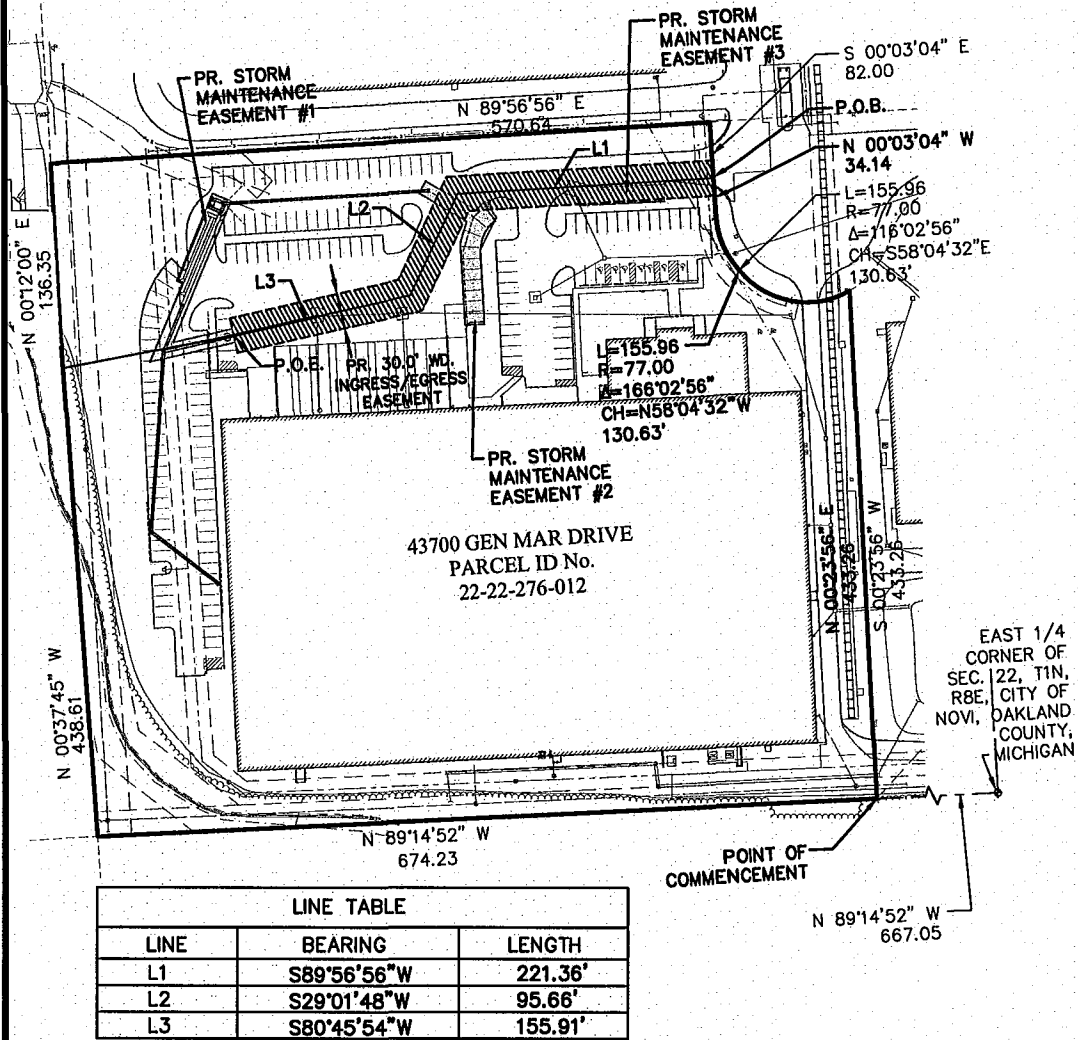 PR. STORM
MAINTENANCE
EASEMENT #3
S 00°03'04" E
82.00
PR. STORM
MAINTENANCE
EASEMENT #1
N 89°56'56" E
570.64
P.O.B.
L1
N 00°03'04" W
34.14
L=155.96
R=77.00
Δ=116°02'56"
CH=S58°04'32"E
130.63'
L2
N 00°12'00" E
136.35
L3
P.O.E.
PR. 30.0' WD.
INGRESS/EGRESS
EASEMENT
L=155.96
R=77.00
Δ=166°02'56"
CH=N58°04'32"W
130.63'
PR. STORM
MAINTENANCE
EASEMENT #2
43700 GEN MAR DRIVE
PARCEL ID No.
22-22-276-012
N 00°23'56" E
433.26
S 00°23'56" W
433.26
EAST 1/4
CORNER OF
SEC. 22, T1N,
R8E, CITY OF
NOVI, OAKLAND
COUNTY,
MICHIGAN
N 00°37'45" W
438.61
N 89°14'52" W
674.23
POINT OF
COMMENCEMENT
N 89°14'52" W
667.05
LINE TABLE
LINE BEARING LENGTH
L1 S89°56'56"W 221.36'
L2 S29°01'48"W 95.66'
L3 S80°45'54"W 155.91'